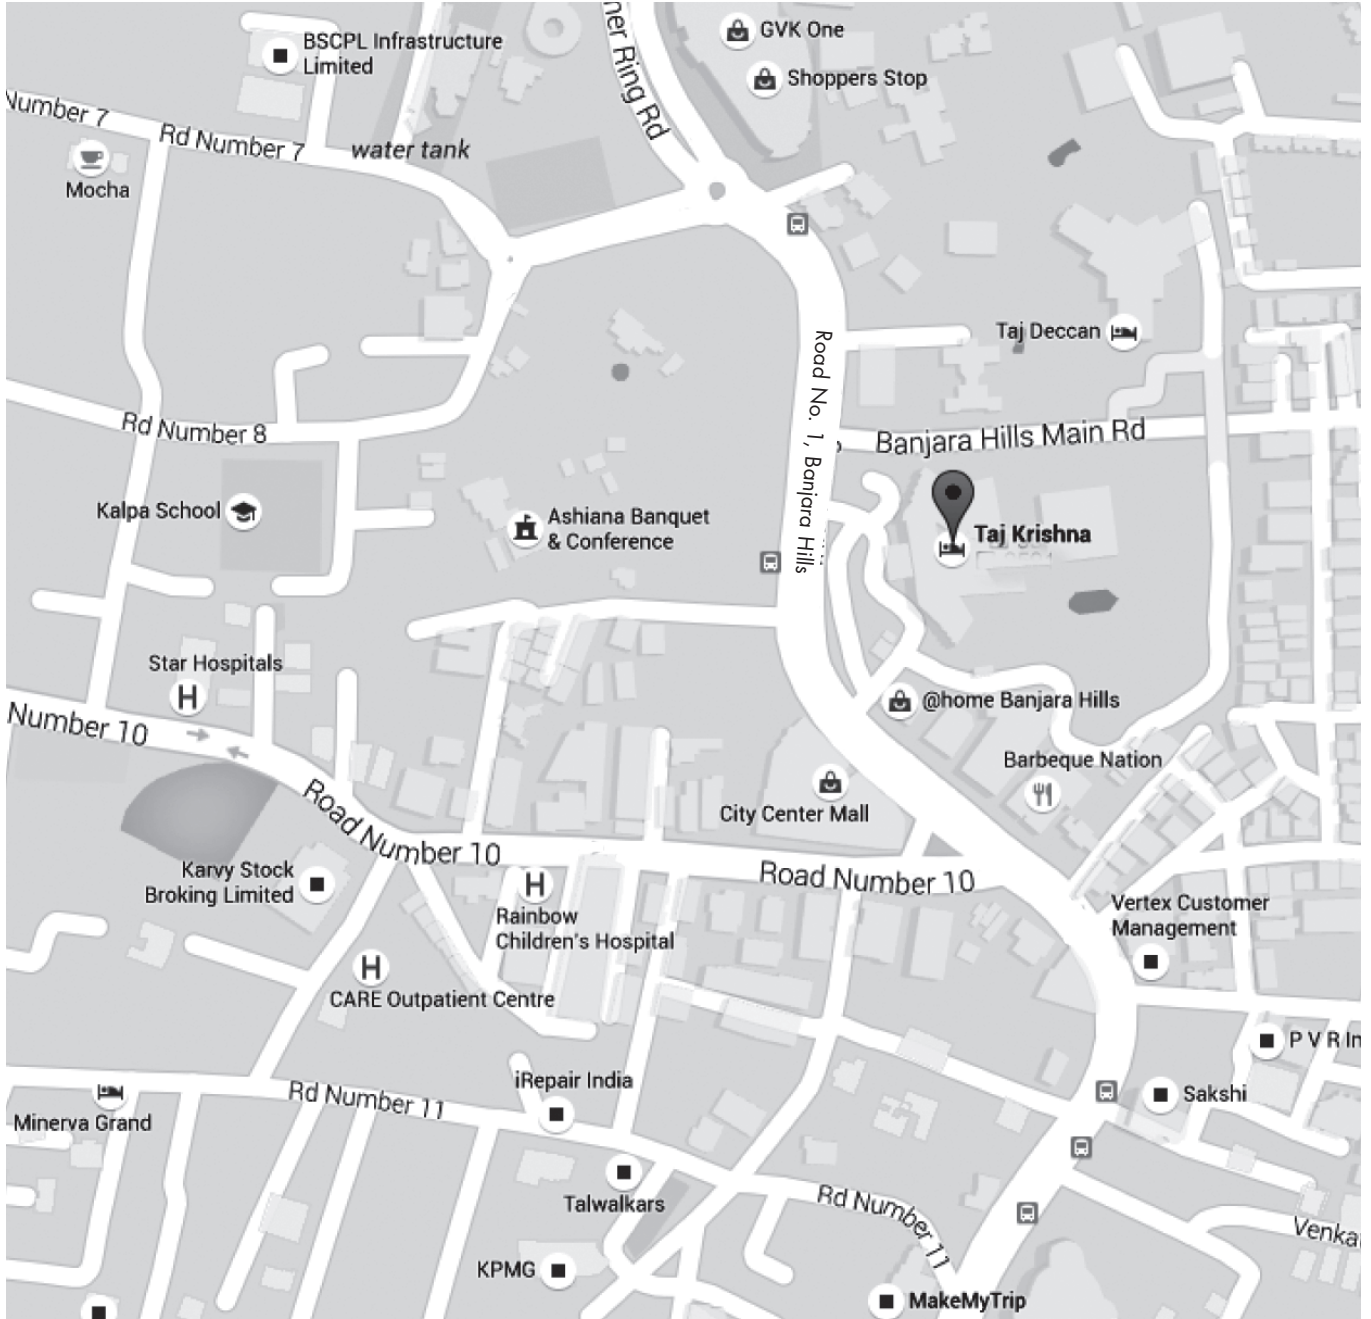 GVK One
BSCPL Infrastructure
Limited
Shoppers Stop
ner Ring Rd
Number 7
Rd Number 7
water tank
Mocha
Taj Deccan
Road No. 1, Banjara Hills
Rd Number 8
Banjara Hills Main Rd
Kalpa School
Ashiana Banquet
& Conference
Taj Krishna
Star Hospitals
H
@home Banjara Hills
Number 10
Barbeque Nation
City Center Mall
Road Number 10
Road Number 10
Karvy Stock
Broking Limited
H
Rainbow
Children's Hospital
Vertex Customer
Management
H
CARE Outpatient Centre
P V R In
iRepair India
Sakshi
Rd Number 11
Minerva Grand
Talwalkars
Rd Number 11
Venka
KPMG
MakeMyTrip